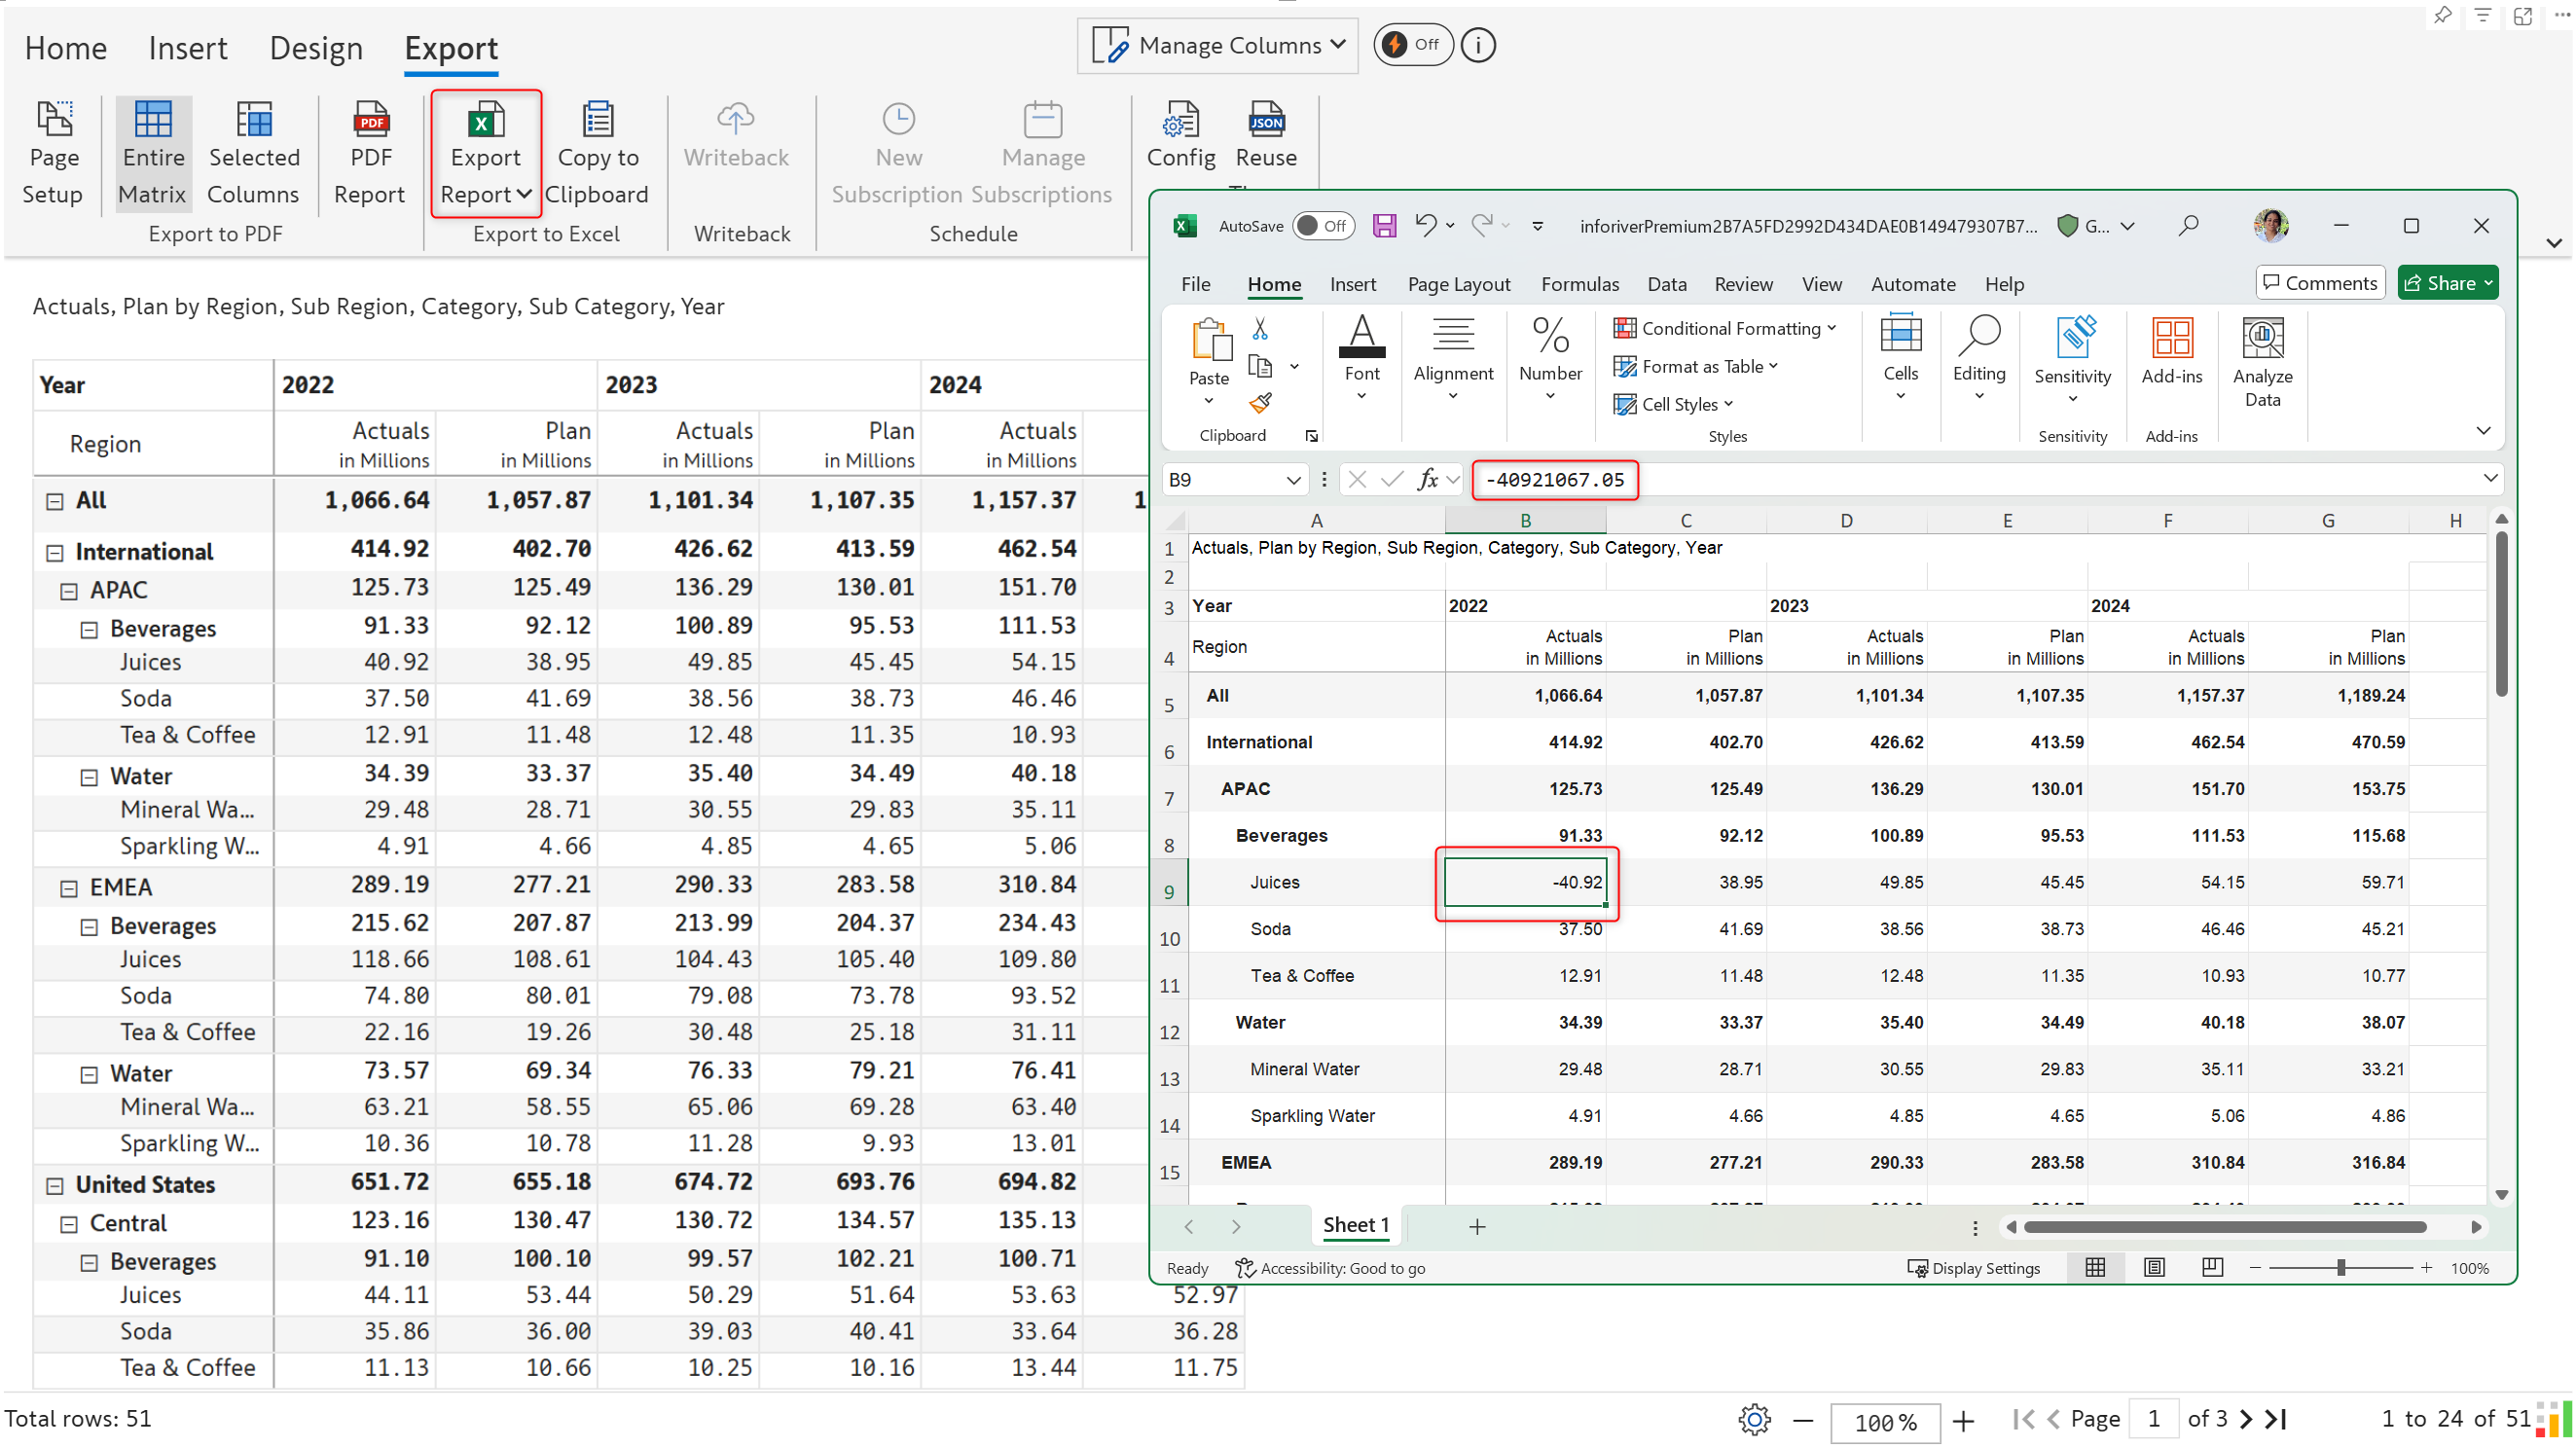 Home Insert Design Export
Manage Columns Off i
Page Setup
Entire Matrix
Selected Columns
Export to PDF
PDF Report
Export Report
Copy to Clipboard
Export to Excel
Writeback
Writeback
New Subscription
Manage Subscriptions
Schedule
Config
JSON
Reuse
Actuals, Plan by Region, Sub Region, Category, Sub Category, Year
Year 2022 2023 2024
Region Actuals in Millions Plan in Millions Actuals in Millions Plan in Millions Actuals in Millions
All 1,066.64 1,057.87 1,101.34 1,107.35 1,157.37 1
International 414.92 402.70 426.62 413.59 462.54
APAC 125.73 125.49 136.29 130.01 151.70
Beverages 91.33 92.12 100.89 95.53 111.53
Juices 40.92 38.95 49.85 45.45 54.15
Soda 37.50 41.69 38.56 38.73 46.46
Tea & Coffee 12.91 11.48 12.48 11.35 10.93
Water 34.39 33.37 35.40 34.49 40.18
Mineral Wa... 29.48 28.71 30.55 29.83 35.11
Sparkling W... 4.91 4.66 4.85 4.65 5.06
EMEA 289.19 277.21 290.33 283.58 310.84
Beverages 215.62 207.87 213.99 204.37 234.43
Juices 118.66 108.61 104.43 105.40 109.80
Soda 74.80 80.01 79.08 73.78 93.52
Tea & Coffee 22.16 19.26 30.48 25.18 31.11
Water 73.57 69.34 76.33 79.21 76.41
Mineral Wa... 63.21 58.55 65.06 69.28 63.40
Sparkling W... 10.36 10.78 11.28 9.93 13.01
United States 651.72 655.18 674.72 693.76 694.82
Central 123.16 130.47 130.72 134.57 135.13
Beverages 91.10 100.10 99.57 102.21 100.71
Juices 44.11 53.44 50.29 51.64 53.63 52.97
Soda 35.86 36.00 39.03 40.41 33.64 36.28
Tea & Coffee 11.13 10.66 10.25 10.16 13.44 11.75
Total rows: 51
100% Page 1 of 3 1 to 24 of 51
AutoSave Off inforiverPremium2B7A5FD2992D434DAE0B149479307B7... G...
File Home Insert Page Layout Formulas Data Review View Automate Help Comments Share
Paste
Clipboard
Font
Alignment
Number
Conditional Formatting
Format as Table
Cell Styles
Styles
Cells
Editing
Sensitivity
Sensitivity
Add-ins
Add-ins
Analyze Data
B9 fx -40921067.05
A B C D E F G H
1 Actuals, Plan by Region, Sub Region, Category, Sub Category, Year
2
3 Year 2022 2023 2024
4 Region Actuals in Millions Plan in Millions Actuals in Millions Plan in Millions Actuals in Millions Plan in Millions
5 All 1,066.64 1,057.87 1,101.34 1,107.35 1,157.37 1,189.24
6 International 414.92 402.70 426.62 413.59 462.54 470.59
7 APAC 125.73 125.49 136.29 130.01 151.70 153.75
8 Beverages 91.33 92.12 100.89 95.53 111.53 115.68
9 Juices -40.92 38.95 49.85 45.45 54.15 59.71
10 Soda 37.50 41.69 38.56 38.73 46.46 45.21
11 Tea & Coffee 12.91 11.48 12.48 11.35 10.93 10.77
12 Water 34.39 33.37 35.40 34.49 40.18 38.07
13 Mineral Water 29.48 28.71 30.55 29.83 35.11 33.21
14 Sparkling Water 4.91 4.66 4.85 4.65 5.06 4.86
15 EMEA 289.19 277.21 290.33 283.58 310.84 316.84
Sheet 1
Ready Accessibility: Good to go Display Settings 100%